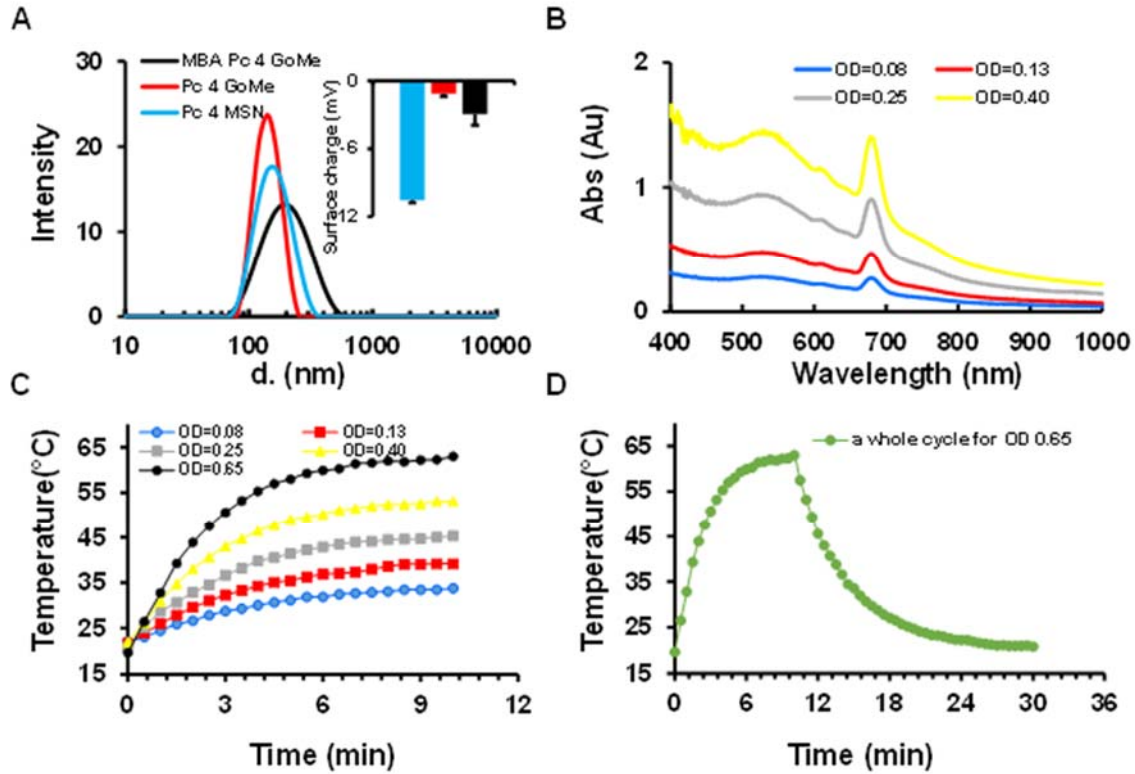 A
30
20
10
0
Intensity
10
100
1000
10000
d. (nm)
MBA Pc 4 GoMe
Pc 4 GoMe
Pc 4 MSN
0
-6
-12
Surface charge (mV)
B
2
1
0
Abs (Au)
OD=0.08
OD=0.13
OD=0.25
OD=0.40
400 500 600 700 800 900 1000
Wavelength (nm)
C
65
55
45
35
25
15
Temperature(°C)
OD=0.08
OD=0.13
OD=0.25
OD=0.40
OD=0.65
0 3 6 9 12
Time (min)
D
65
55
45
35
25
15
Temperature(°C)
a whole cycle for OD 0.65
0 6 12 18 24 30 36
Time (min)